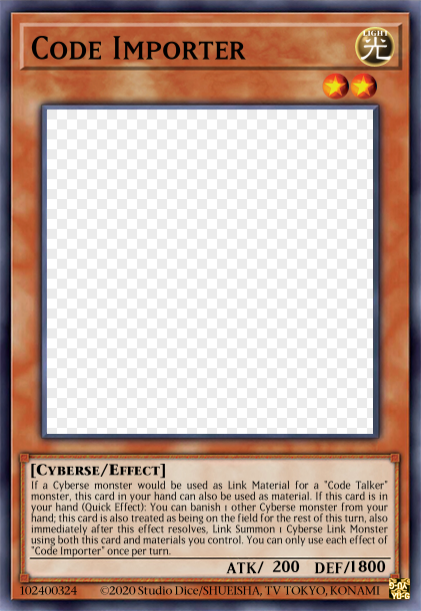 Code Importer
LIGHT
光
[Cyberse/Effect]
If a Cyberse monster would be used as Link Material for a "Code Talker"
monster, this card in your hand can also be used as material. If this card is in
your hand (Quick Effect): You can banish 1 other Cyberse monster from your
hand; this card is also treated as being on the field for the rest of this turn, also
immediately after this effect resolves, Link Summon 1 Cyberse Link Monster
using both this card and materials you control. You can only use each effect of
"Code Importer" once per turn.
ATK/ 200 DEF/1800
102400324 ©2020 Studio Dice/SHUEISHA, TV TOKYO, KONAMI